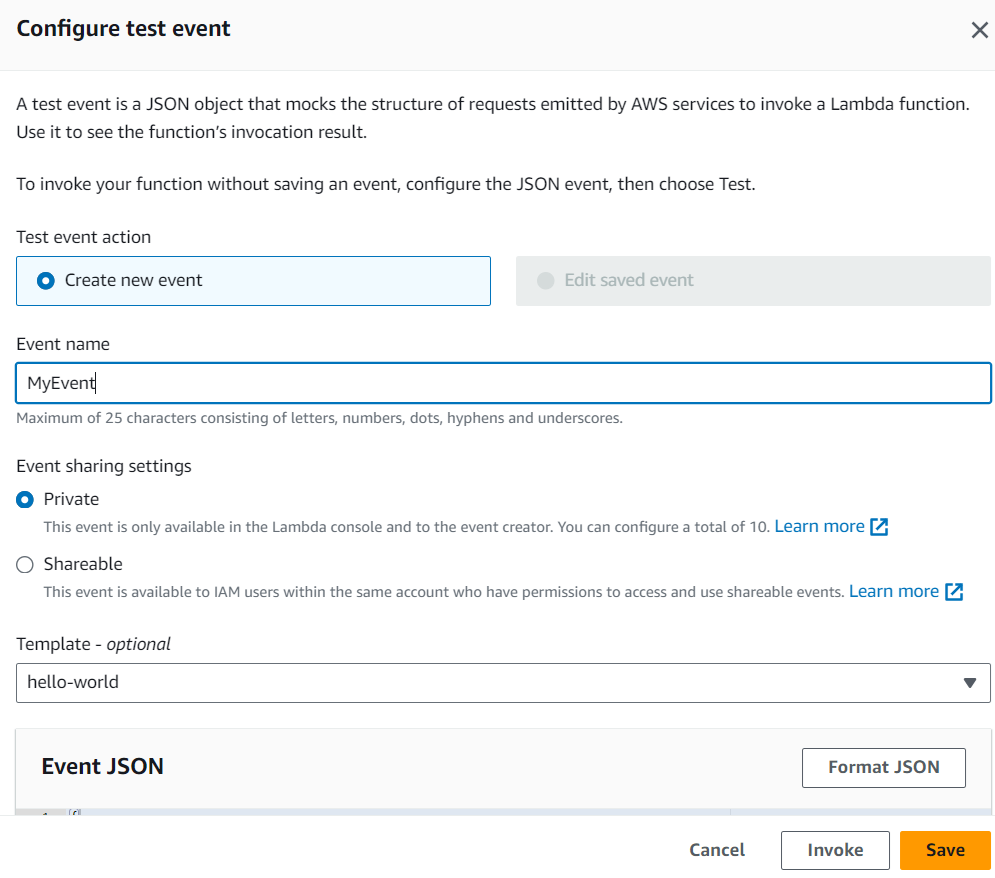 Configure test event
A test event is a JSON object that mocks the structure of requests emitted by AWS services to invoke a Lambda function.
Use it to see the function’s invocation result.
To invoke your function without saving an event, configure the JSON event, then choose Test.
Test event action
Create new event
Edit saved event
Event name
MyEvent
Maximum of 25 characters consisting of letters, numbers, dots, hyphens and underscores.
Event sharing settings
Private
This event is only available in the Lambda console and to the event creator. You can configure a total of 10. Learn more
Shareable
This event is available to IAM users within the same account who have permissions to access and use shareable events. Learn more
Template - optional
hello-world
Event JSON
Format JSON
Cancel
Invoke
Save